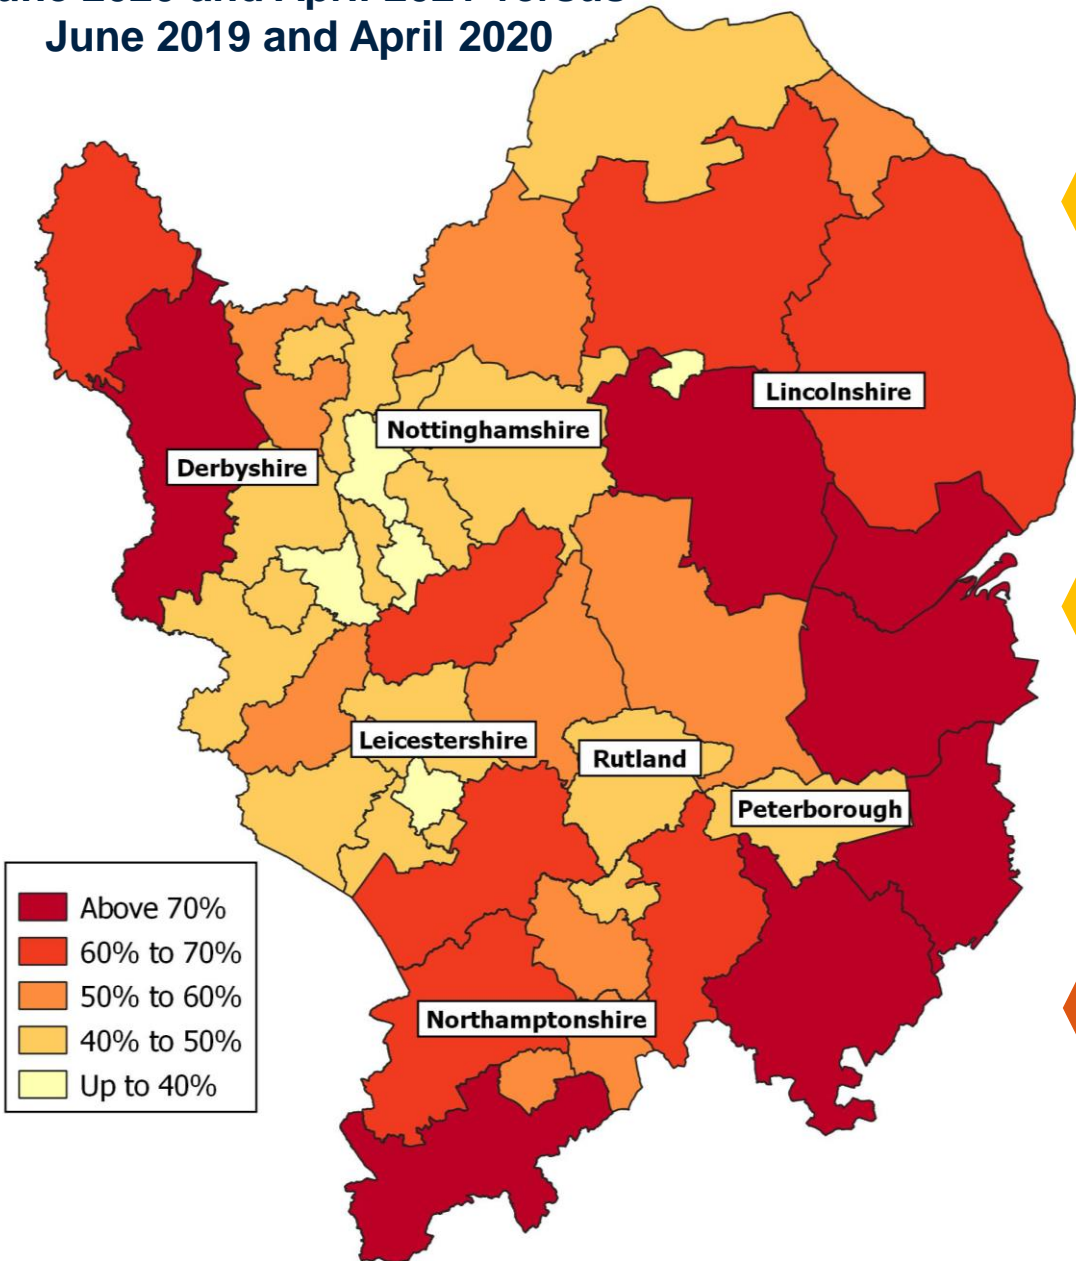 June 2019 and April 2020
Lincolnshire
Nottinghamshire
Derbyshire
Leicestershire
Rutland
Peterborough
Northamptonshire
Above 70%
60% to 70%
50% to 60%
40% to 50%
Up to 40%